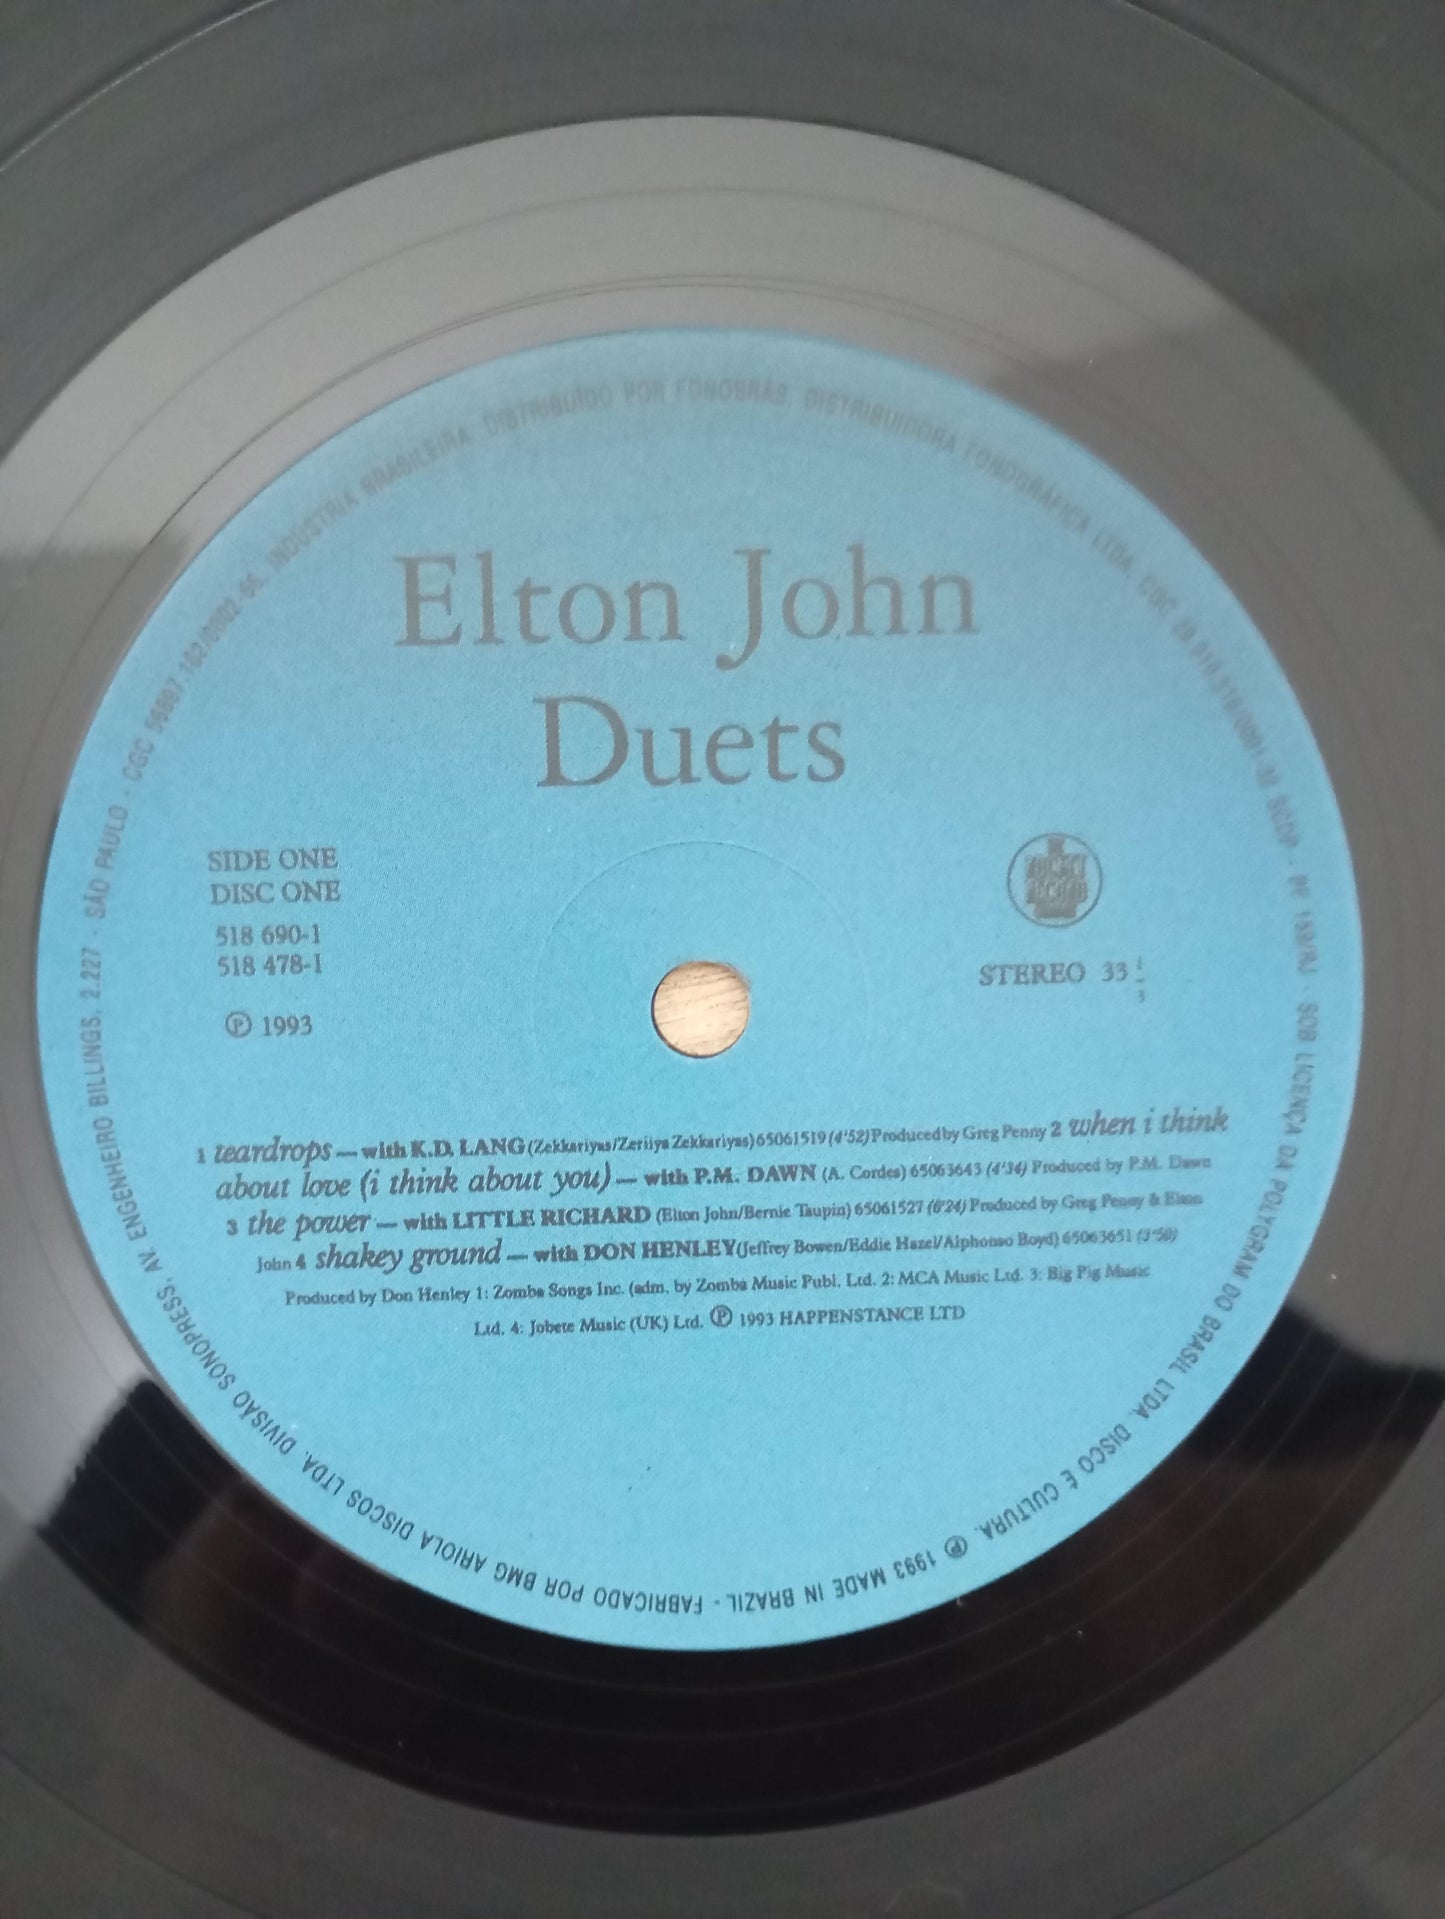 Elton John
Duets
SIDE ONE
DISC ONE
518 690-1
518 478-1
℗ 1993
STEREO 33 1/3
1 teardrops — with K.D. LANG (Zekkariyas/Zeriiya Zekkariyas) 65061519 (4'52) Produced by Greg Penny 2 when i think
about love (i think about you) — with P.M. DAWN (A. Cordes) 65063643 (4'34) Produced by P.M. Dawn
3 the power — with LITTLE RICHARD (Elton John/Bernie Taupin) 65061527 (6'24) Produced by Greg Penny & Elton
John 4 shakey ground — with DON HENLEY (Jeffrey Bowen/Eddie Hazel/Alphonso Boyd) 65063651 (3'50)
Produced by Don Henley 1: Zomba Songs Inc. (adm. by Zomba Music Publ. Ltd. 2: MCA Music Ltd. 3: Big Pig Music
Ltd. 4: Jobete Music (UK) Ltd. ℗ 1993 HAPPENSTANCE LTD
℗ 1993 MADE IN BRAZIL - FABRICADO POR BMG ARIOLA DISCOS LTDA. DIVISÃO SONOPRESS, AV. ENGENHEIRO BILLINGS, 2.227 - SÃO PAULO - CGC INDÚSTRIA BRASILEIRA. DISTRIBUÍDO POR FONOBRÁS, DISTRIBUIDORA FONOGRÁFICA LTDA. CGC SCDP - PF SOB LICENÇA DA POLYGRAM DO BRASIL LTDA. DISCO É CULTURA.